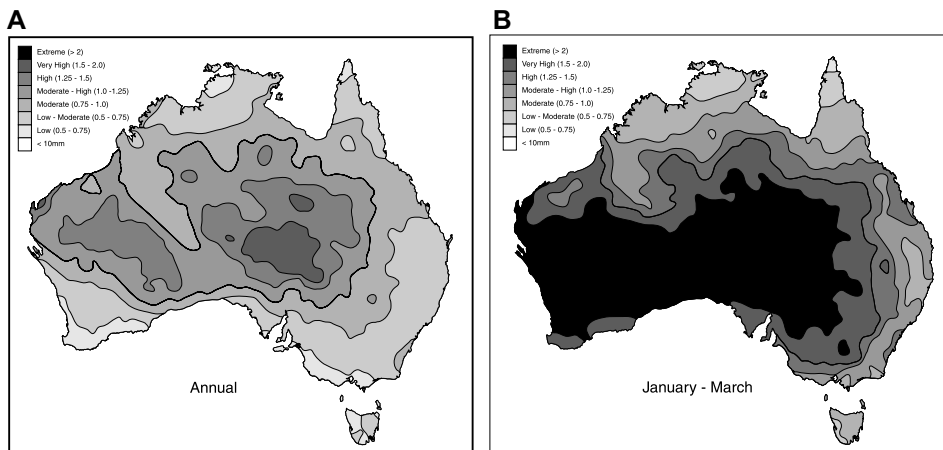 A
Extreme (> 2)
Very High (1.5 - 2.0)
High (1.25 - 1.5)
Moderate - High (1.0 -1.25)
Moderate (0.75 - 1.0)
Low - Moderate (0.5 - 0.75)
Low (0.5 - 0.75)
< 10mm
Annual
B
Extreme (> 2)
Very High (1.5 - 2.0)
High (1.25 - 1.5)
Moderate - High (1.0 -1.25)
Moderate (0.75 - 1.0)
Low - Moderate (0.5 - 0.75)
Low (0.5 - 0.75)
< 10mm
January - March